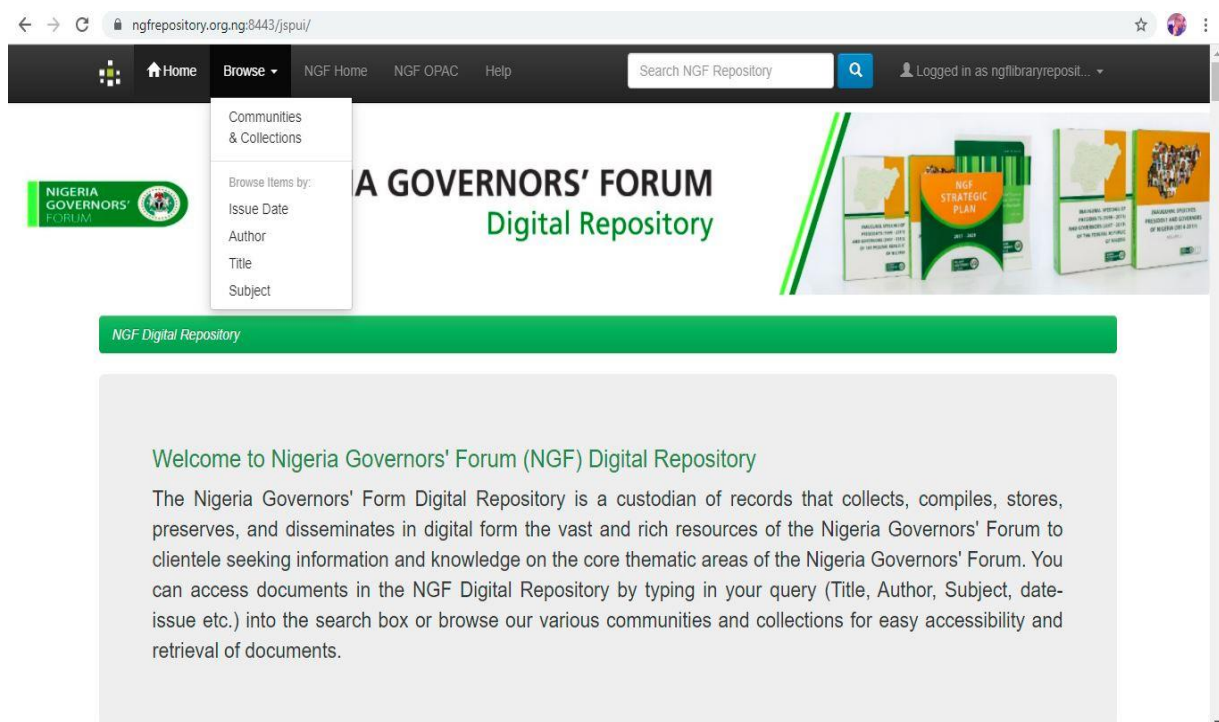 ngfrepository.org.ng:8443/jspui/
Home Browse NGF Home NGF OPAC Help Search NGF Repository Logged in as ngflibraryreposit...
Communities
& Collections
Browse Items by:
Issue Date
Author
Title
Subject
NIGERIA
GOVERNORS'
FORUM
A GOVERNORS' FORUM
Digital Repository
NGF
STRATEGIC
PLAN
NGF Digital Repository
Welcome to Nigeria Governors' Forum (NGF) Digital Repository
The Nigeria Governors' Form Digital Repository is a custodian of records that collects, compiles, stores,
preserves, and disseminates in digital form the vast and rich resources of the Nigeria Governors' Forum to
clientele seeking information and knowledge on the core thematic areas of the Nigeria Governors' Forum. You
can access documents in the NGF Digital Repository by typing in your query (Title, Author, Subject, date-
issue etc.) into the search box or browse our various communities and collections for easy accessibility and
retrieval of documents.